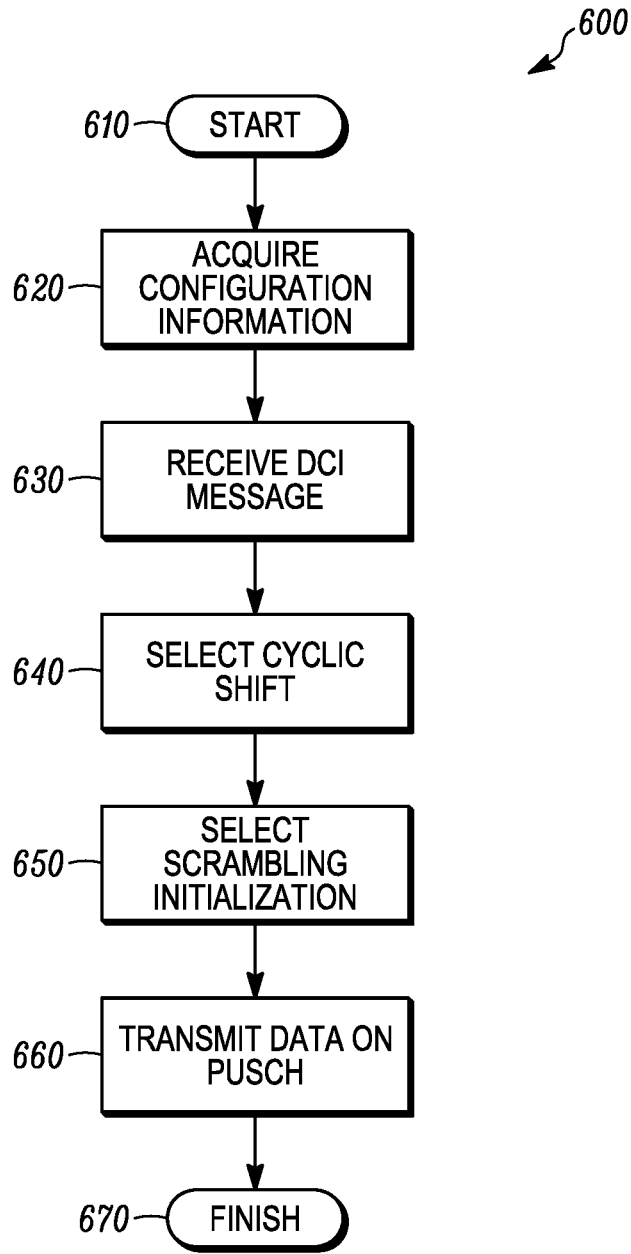 600
610
START
620
ACQUIRE
CONFIGURATION
INFORMATION
630
RECEIVE DCI
MESSAGE
640
SELECT CYCLIC
SHIFT
650
SELECT
SCRAMBLING
INITIALIZATION
660
TRANSMIT DATA ON
PUSCH
670
FINISH